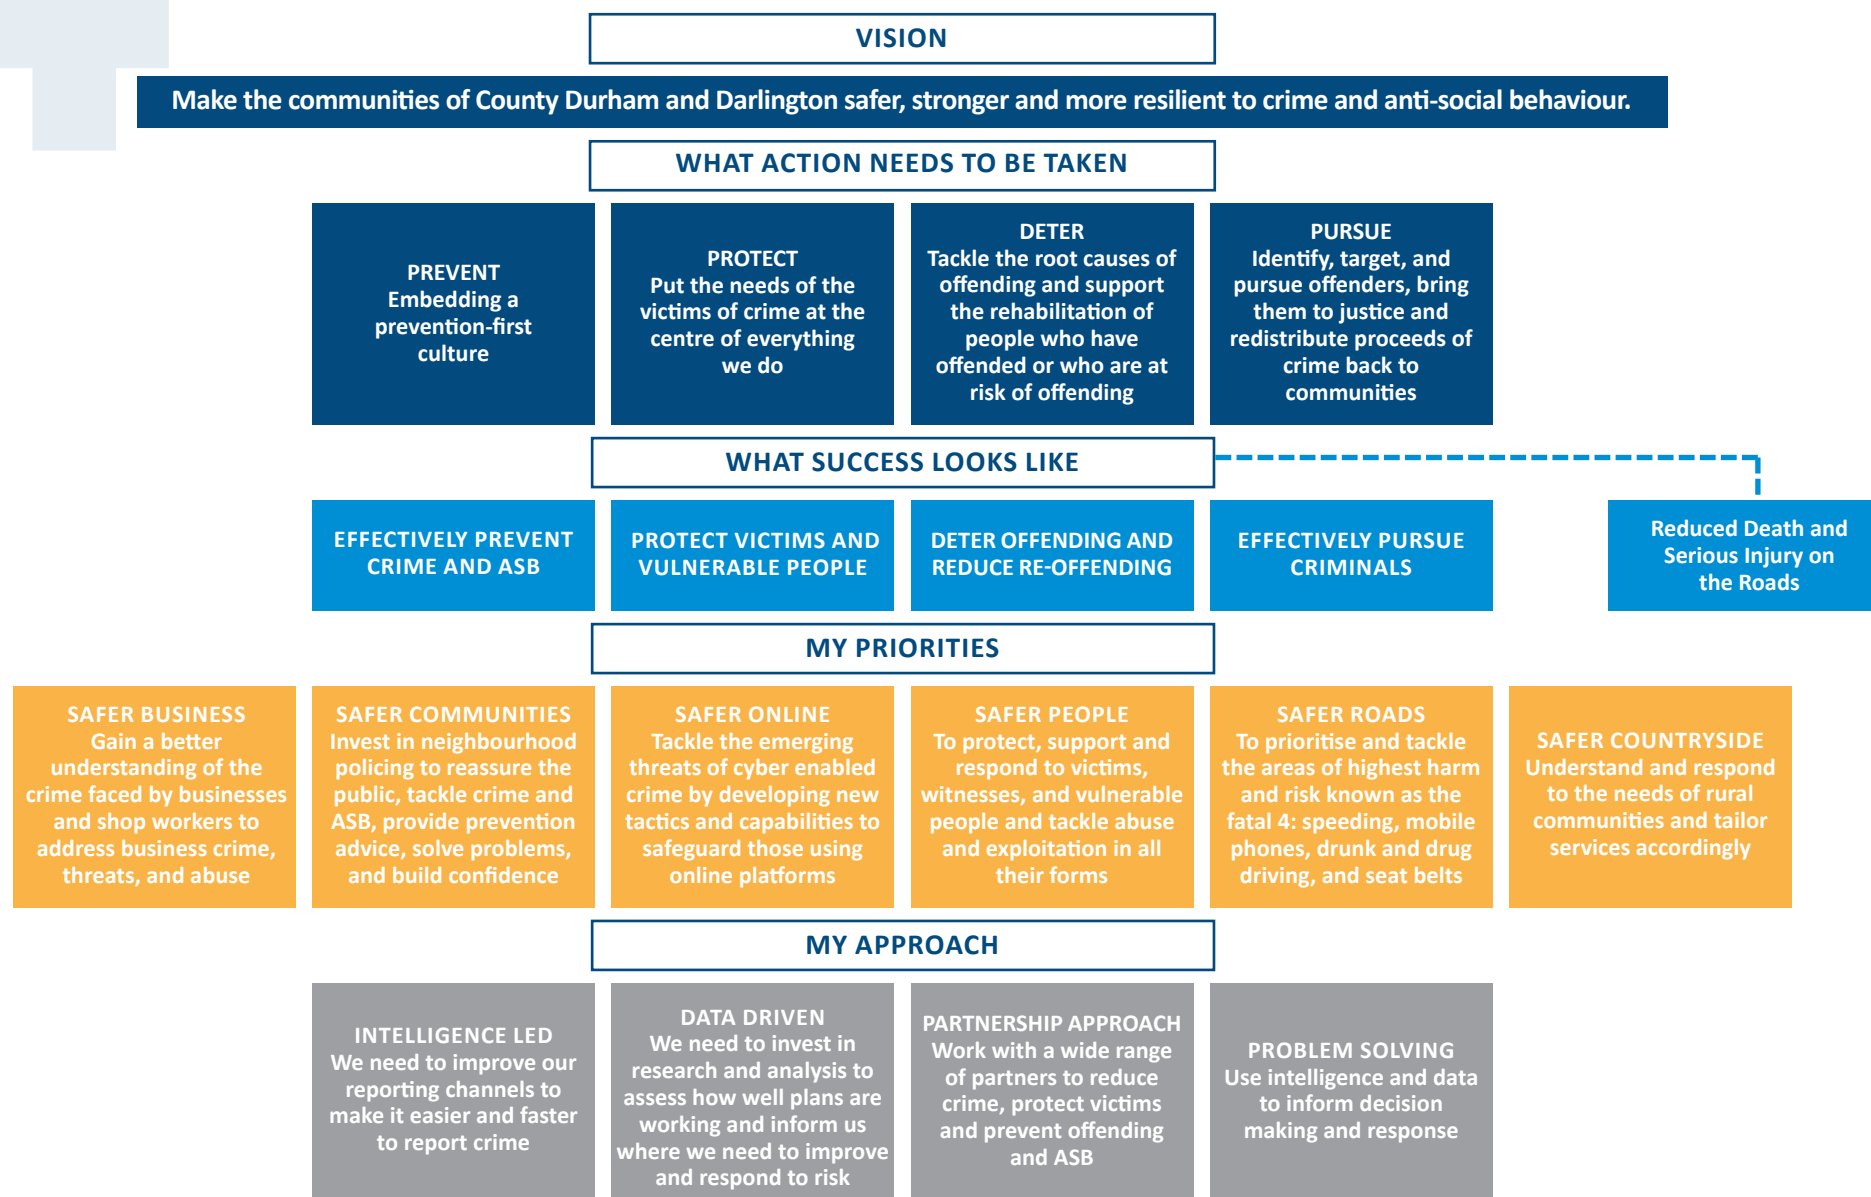 VISION
Make the communities of County Durham and Darlington safer, stronger and more resilient to crime and anti-social behaviour.
WHAT ACTION NEEDS TO BE TAKEN
PREVENT
Embedding a
prevention-first
culture
PROTECT
Put the needs of the
victims of crime at the
centre of everything
we do
DETER
Tackle the root causes of
offending and support
the rehabilitation of
people who have
offended or who are at
risk of offending
PURSUE
Identify, target, and
pursue offenders, bring
them to justice and
redistribute proceeds of
crime back to
communities
WHAT SUCCESS LOOKS LIKE
EFFECTIVELY PREVENT
CRIME AND ASB
PROTECT VICTIMS AND
VULNERABLE PEOPLE
DETER OFFENDING AND
REDUCE RE-OFFENDING
EFFECTIVELY PURSUE
CRIMINALS
Reduced Death and
Serious Injury on
the Roads
MY PRIORITIES
SAFER BUSINESS
Gain a better
understanding of the
crime faced by businesses
and shop workers to
address business crime,
threats, and abuse
SAFER COMMUNITIES
Invest in neighbourhood
policing to reassure the
public, tackle crime and
ASB, provide prevention
advice, solve problems,
and build confidence
SAFER ONLINE
Tackle the emerging
threats of cyber enabled
crime by developing new
tactics and capabilities to
safeguard those using
online platforms
SAFER PEOPLE
To protect, support and
respond to victims,
witnesses, and vulnerable
people and tackle abuse
and exploitation in all
their forms
SAFER ROADS
To prioritise and tackle
the areas of highest harm
and risk known as the
fatal 4: speeding, mobile
phones, drunk and drug
driving, and seat belts
SAFER COUNTRYSIDE
Understand and respond
to the needs of rural
communities and tailor
services accordingly
MY APPROACH
INTELLIGENCE LED
We need to improve our
reporting channels to
make it easier and faster
to report crime
DATA DRIVEN
We need to invest in
research and analysis to
assess how well plans are
working and inform us
where we need to improve
and respond to risk
PARTNERSHIP APPROACH
Work with a wide range
of partners to reduce
crime, protect victims
and prevent offending
and ASB
PROBLEM SOLVING
Use intelligence and data
to inform decision
making and response